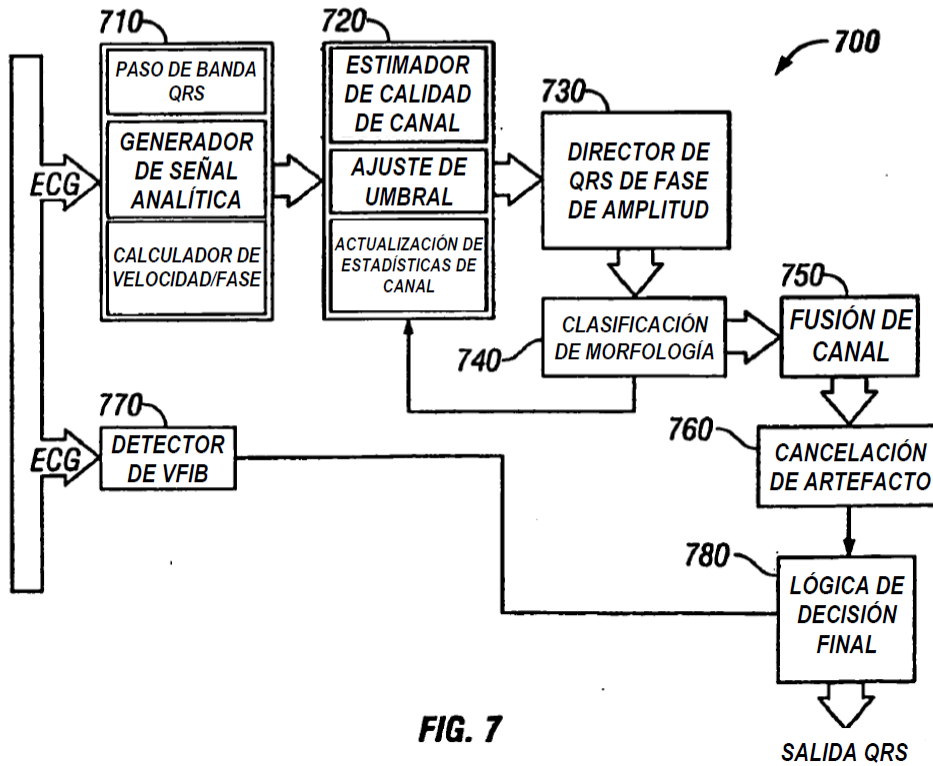 700
710
PASO DE BANDA
QRS
GENERADOR
DE SEÑAL
ANALÍTICA
CALCULADOR DE
VELOCIDAD/FASE
ECG
720
ESTIMADOR
DE CALIDAD
DE CANAL
AJUSTE DE
UMBRAL
ACTUALIZACIÓN DE
ESTADÍSTICAS DE
CANAL
730
DIRECTOR DE
QRS DE FASE
DE AMPLITUD
740
CLASIFICACIÓN
DE MORFOLOGÍA
750
FUSIÓN DE
CANAL
760
CANCELACIÓN
DE ARTEFACTO
770
DETECTOR
DE VFIB
ECG
780
LÓGICA DE
DECISIÓN
FINAL
SALIDA QRS
FIG. 7